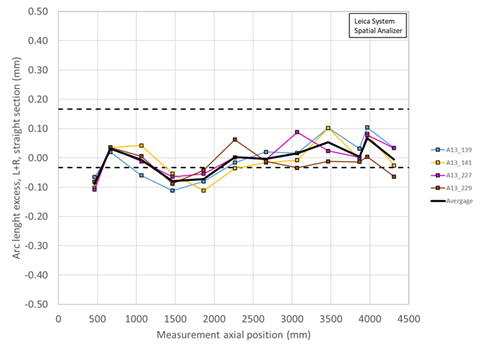 Arc lenght excess, L+R, straight section (mm)
0.50
0.40
0.30
0.20
0.10
0.00
-0.10
-0.20
-0.30
-0.40
-0.50
Leica System
Spatial Analizer
A13_139
A13_141
A13_227
A13_229
Avergage
0 500 1000 1500 2000 2500 3000 3500 4000 4500
Measurement axial position (mm)